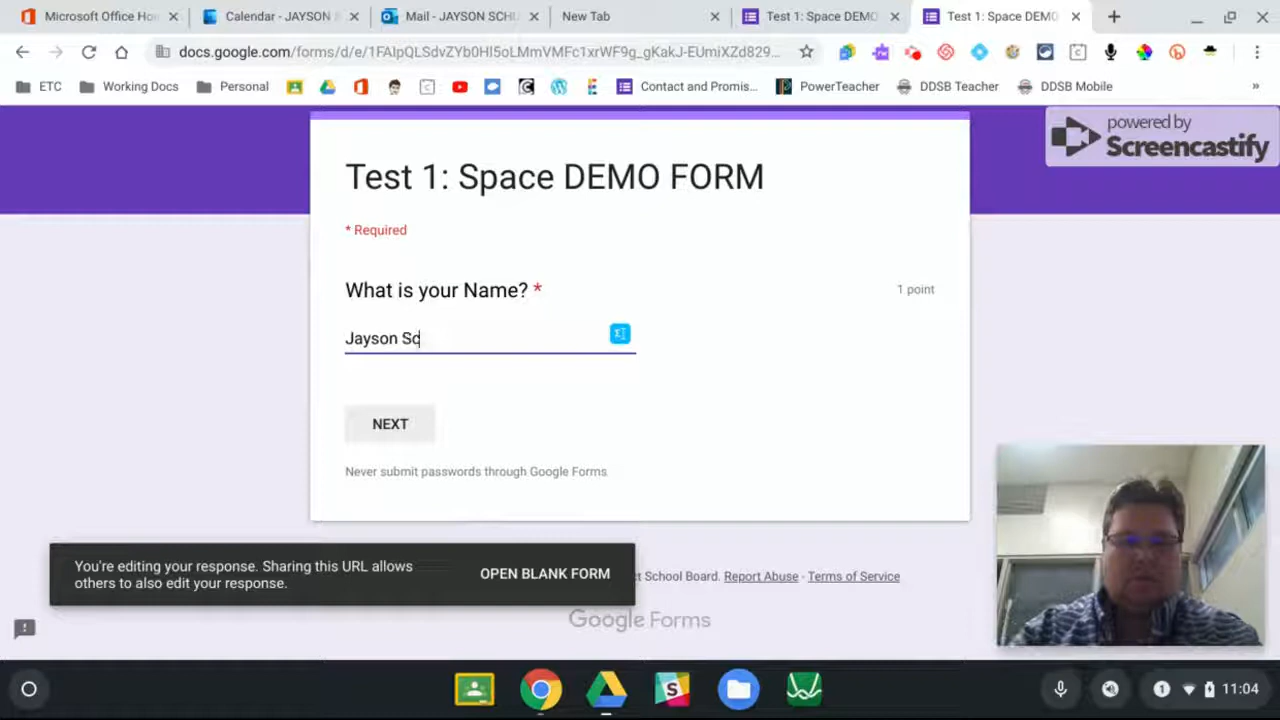 Microsoft Office Ho
Calendar - JAYSON
Mail - JAYSON SCHU
New Tab
Test 1: Space DEMO
Test 1: Space DEMO
docs.google.com/forms/d/e/1FAIpQLSdvZYb0HI5oLMmVMFc1xrWF9g_gKakJ-EUmiXZd829...
ETC
Working Docs
Personal
Contact and Promis...
PowerTeacher
DDSB Teacher
DDSB Mobile
»
powered by
Screencastify
Test 1: Space DEMO FORM
* Required
What is your Name? *
1 point
Jayson Sc
NEXT
Never submit passwords through Google Forms.
You're editing your response. Sharing this URL allows
others to also edit your response.
OPEN BLANK FORM
t School Board. Report Abuse - Terms of Service
Google Forms
1
11:04